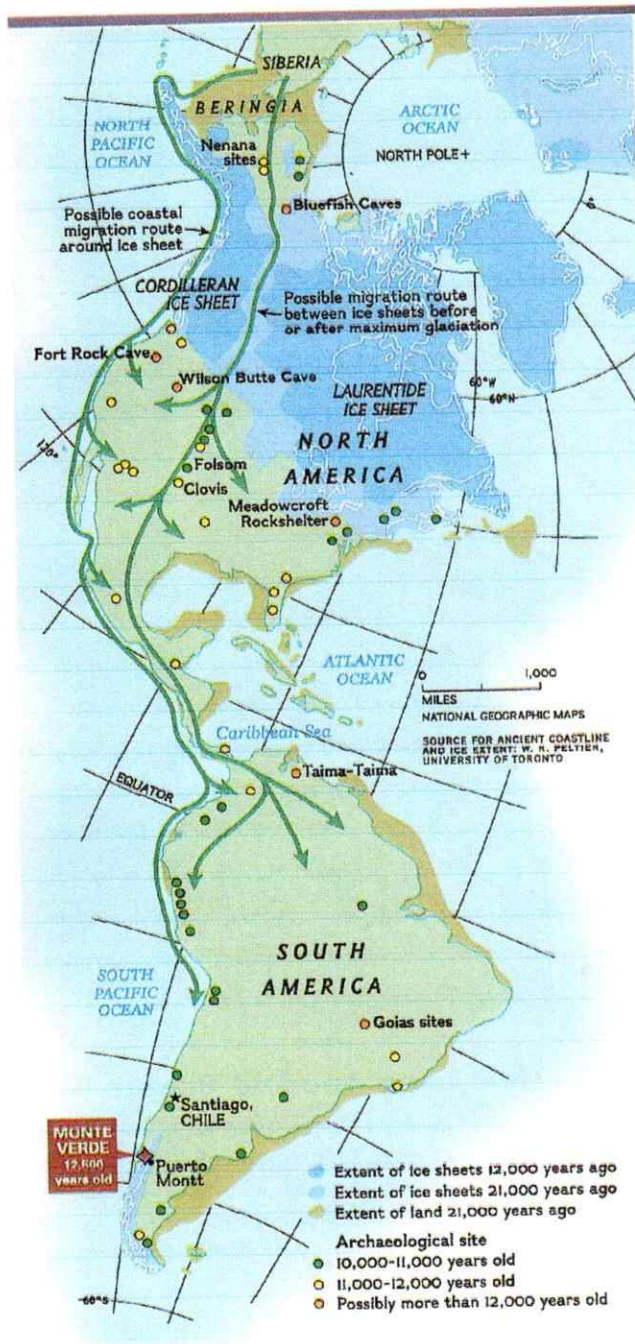 SIBERIA
BERINGIA
ARCTIC
OCEAN
NORTH
PACIFIC
OCEAN
Nenana
sites
NORTH POLE+
Bluefish Caves
Possible coastal
migration route
around ice sheet
CORDILLERAN
ICE SHEET
Possible migration route
between ice sheets before
or after maximum glaciation
Fort Rock Cave
Wilson Butte Cave
60°W
60°N
LAURENTIDE
ICE SHEET
120°
NORTH
AMERICA
Folsom
Clovis
Meadowcroft
Rockshelter
ATLANTIC
OCEAN
0 1,000
MILES
NATIONAL GEOGRAPHIC MAPS
SOURCE FOR ANCIENT COASTLINE
AND ICE EXTENT: W. R. PELTIER,
UNIVERSITY OF TORONTO
Caribbean Sea
Taima-Taima
EQUATOR
SOUTH
AMERICA
SOUTH
PACIFIC
OCEAN
Goias sites
Santiago,
CHILE
MONTE
VERDE
12,500
years old
Puerto
Montt
Extent of ice sheets 12,000 years ago
Extent of ice sheets 21,000 years ago
Extent of land 21,000 years ago
Archaeological site
10,000-11,000 years old
11,000-12,000 years old
Possibly more than 12,000 years old
60°S